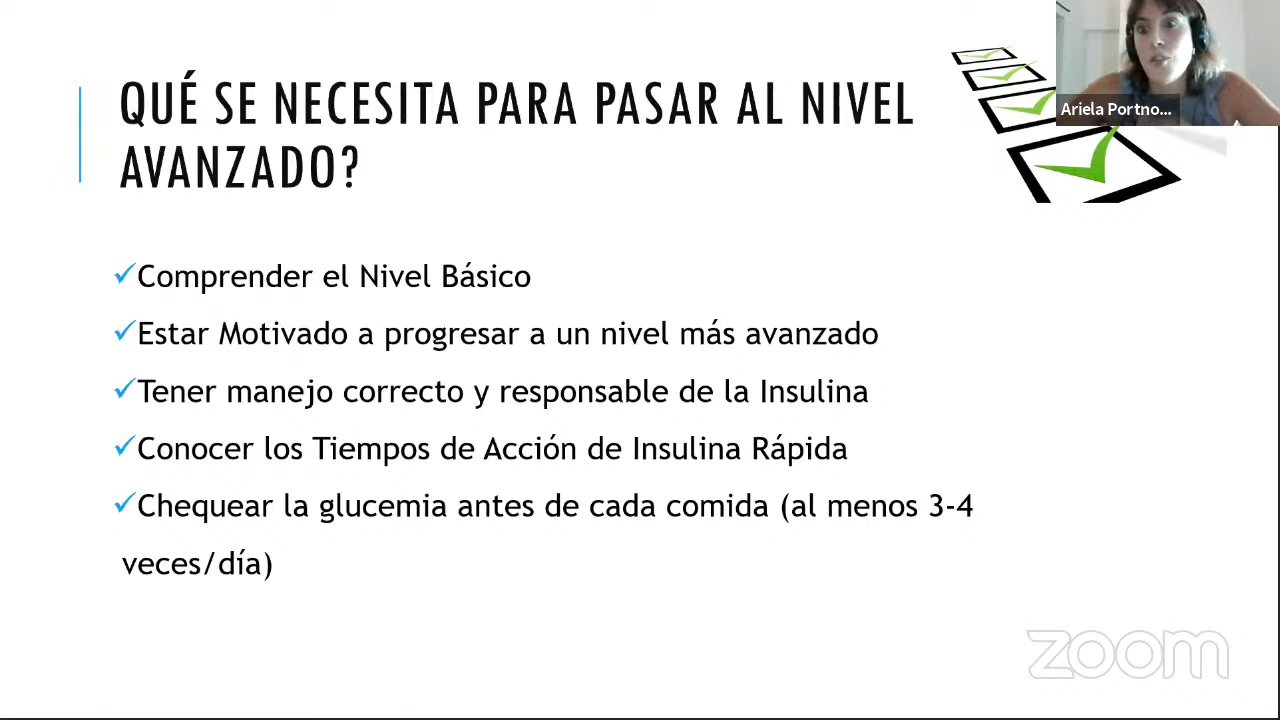 QUÉ SE NECESITA PARA PASAR AL NIVEL
AVANZADO?
Ariela Portno...
✓Comprender el Nivel Básico
✓Estar Motivado a progresar a un nivel más avanzado
✓Tener manejo correcto y responsable de la Insulina
✓Conocer los Tiempos de Acción de Insulina Rápida
✓Chequear la glucemia antes de cada comida (al menos 3-4
veces/día)
zoom